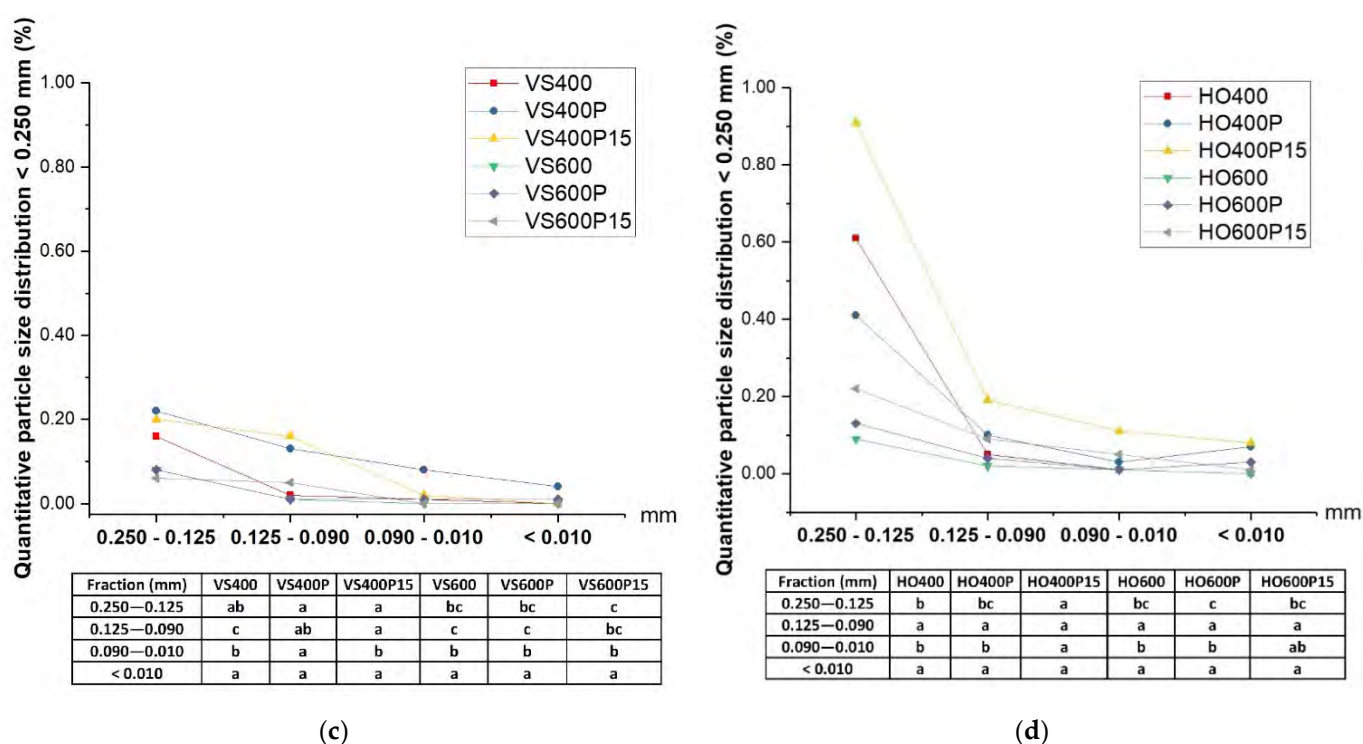 Quantitative particle size distribution < 0.250 mm (%)
1.00
0.80
0.60
0.40
0.20
0.00
VS400
VS400P
VS400P15
VS600
VS600P
VS600P15
mm
0.250 - 0.125 0.125 - 0.090 0.090 - 0.010 < 0.010
Fraction (mm) VS400 VS400P VS400P15 VS600 VS600P VS600P15
0.250—0.125 ab a a bc bc c
0.125—0.090 c ab a c c bc
0.090—0.010 b a b b b b
< 0.010 a a a a a a
(c)
Quantitative particle size distribution < 0.250 mm (%)
1.00
0.80
0.60
0.40
0.20
0.00
HO400
HO400P
HO400P15
HO600
HO600P
HO600P15
mm
0.250 - 0.125 0.125 - 0.090 0.090 - 0.010 < 0.010
Fraction (mm) HO400 HO400P HO400P15 HO600 HO600P HO600P15
0.250—0.125 b bc a bc c bc
0.125—0.090 a a a a a a
0.090—0.010 b b a b b ab
< 0.010 a a a a a a
(d)